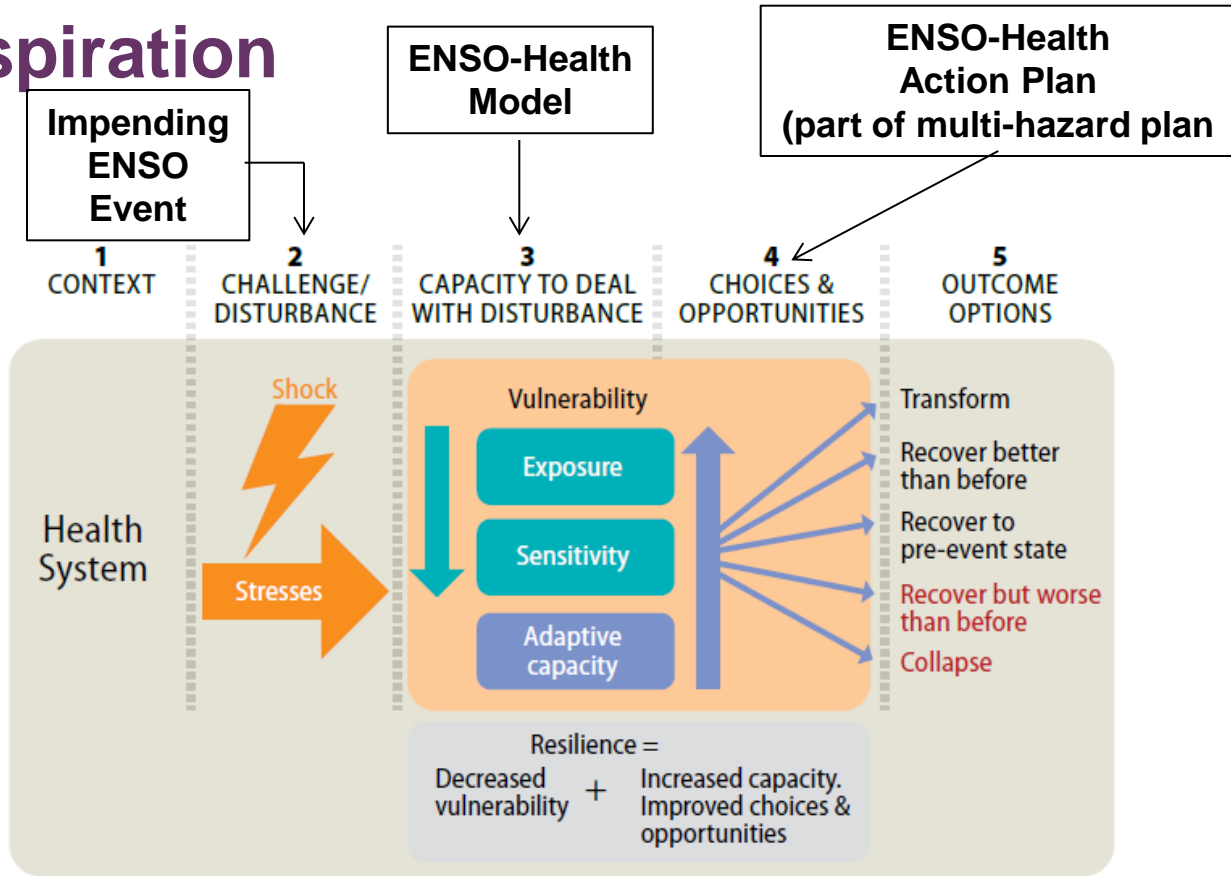 spiration
Impending
ENSO
Event
ENSO-Health
Model
ENSO-Health
Action Plan
(part of multi-hazard plan
1
CONTEXT
2
CHALLENGE/
DISTURBANCE
3
CAPACITY TO DEAL
WITH DISTURBANCE
4
CHOICES &
OPPORTUNITIES
5
OUTCOME
OPTIONS
Health
System
Shock
Stresses
Vulnerability
Exposure
Sensitivity
Adaptive
capacity
Transform
Recover better
than before
Recover to
pre-event state
Recover but worse
than before
Collapse
Resilience =
Decreased
vulnerability
+
Increased capacity.
Improved choices &
opportunities